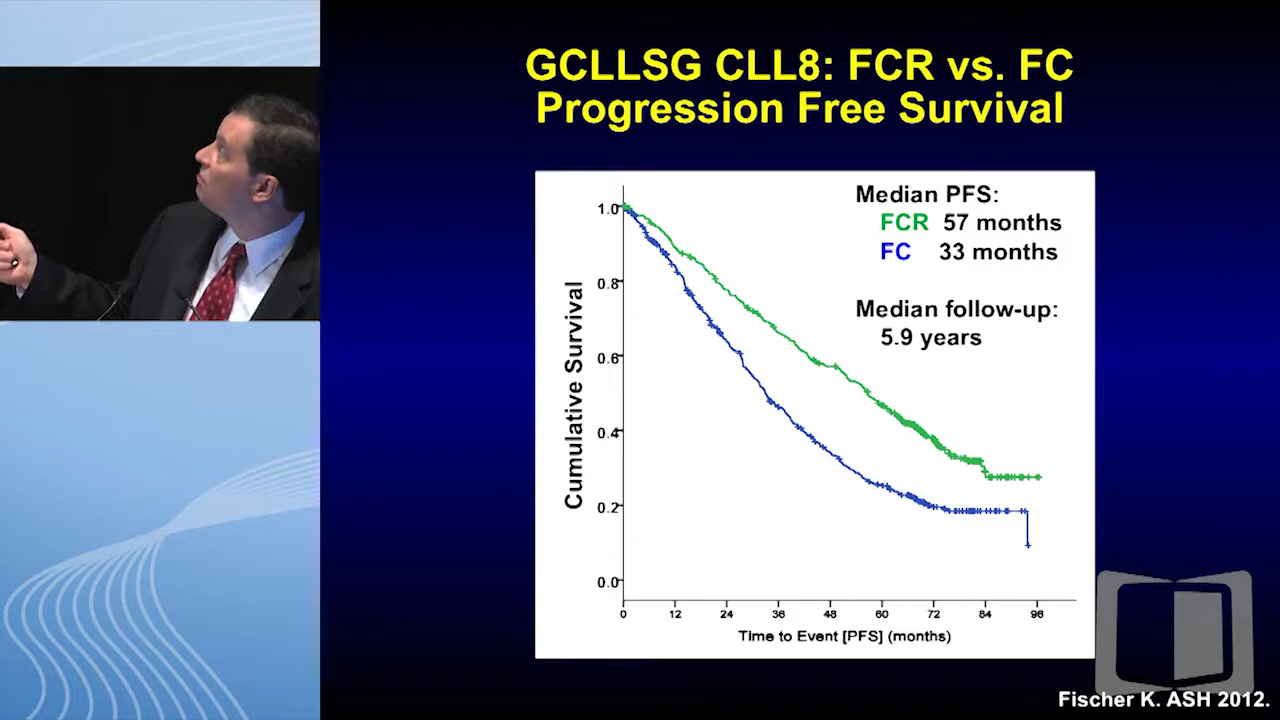 GCLLSG CLL8: FCR vs. FC
Progression Free Survival
Median PFS:
FCR 57 months
FC 33 months
Median follow-up:
5.9 years
Cumulative Survival
1.0
0.8
0.6
0.4
0.2
0.0
0 12 24 36 48 60 72 84 96
Time to Event [PFS] (months)
Fischer K. ASH 2012.